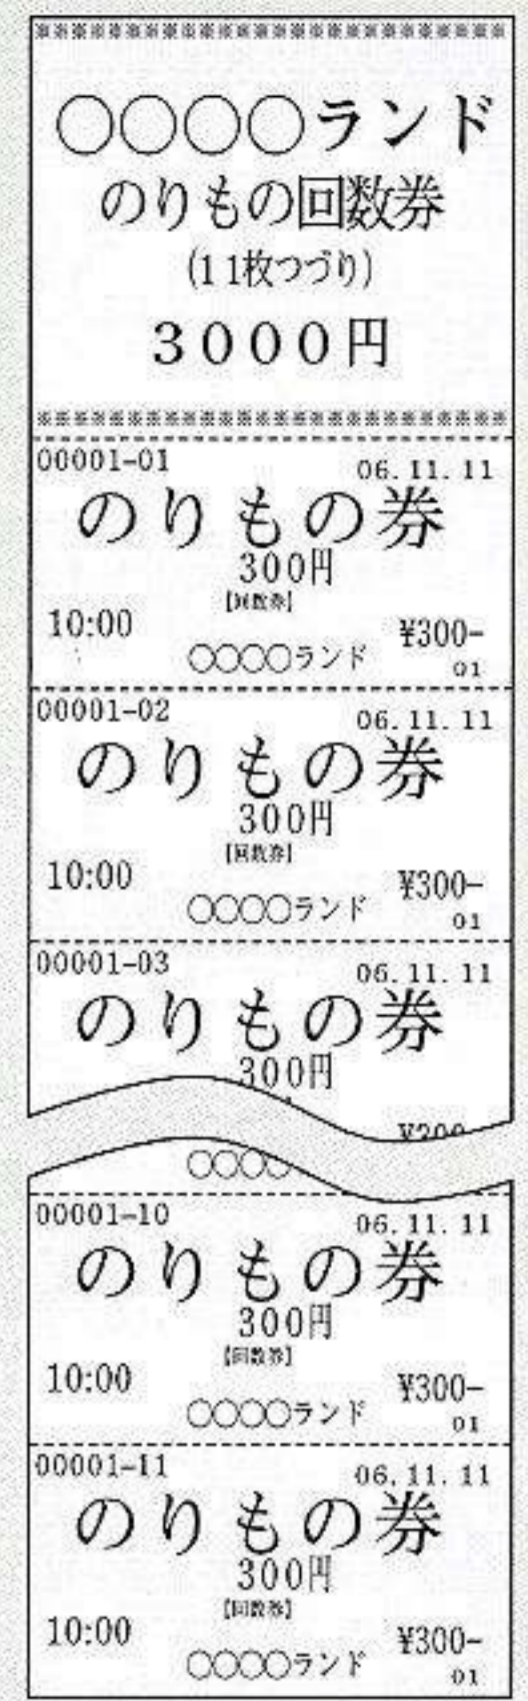 ※※※※※※※※※※※※※※※※※※※※※※※※※※
○○○○ランド
のりもの回数券
(11枚つづり)
3000円
※※※※※※※※※※※※※※※※※※※※※※※※※※
00001-01 06.11.11
のりもの券
300円
【回数券】
10:00 ¥300-
○○○○ランド 01
00001-02 06.11.11
のりもの券
300円
【回数券】
10:00 ¥300-
○○○○ランド 01
00001-03 06.11.11
のりもの券
300円
¥300
○○○○
00001-10 06.11.11
のりもの券
300円
【回数券】
10:00 ¥300-
○○○○ランド 01
00001-11 06.11.11
のりもの券
300円
【回数券】
10:00 ¥300-
○○○○ランド 01